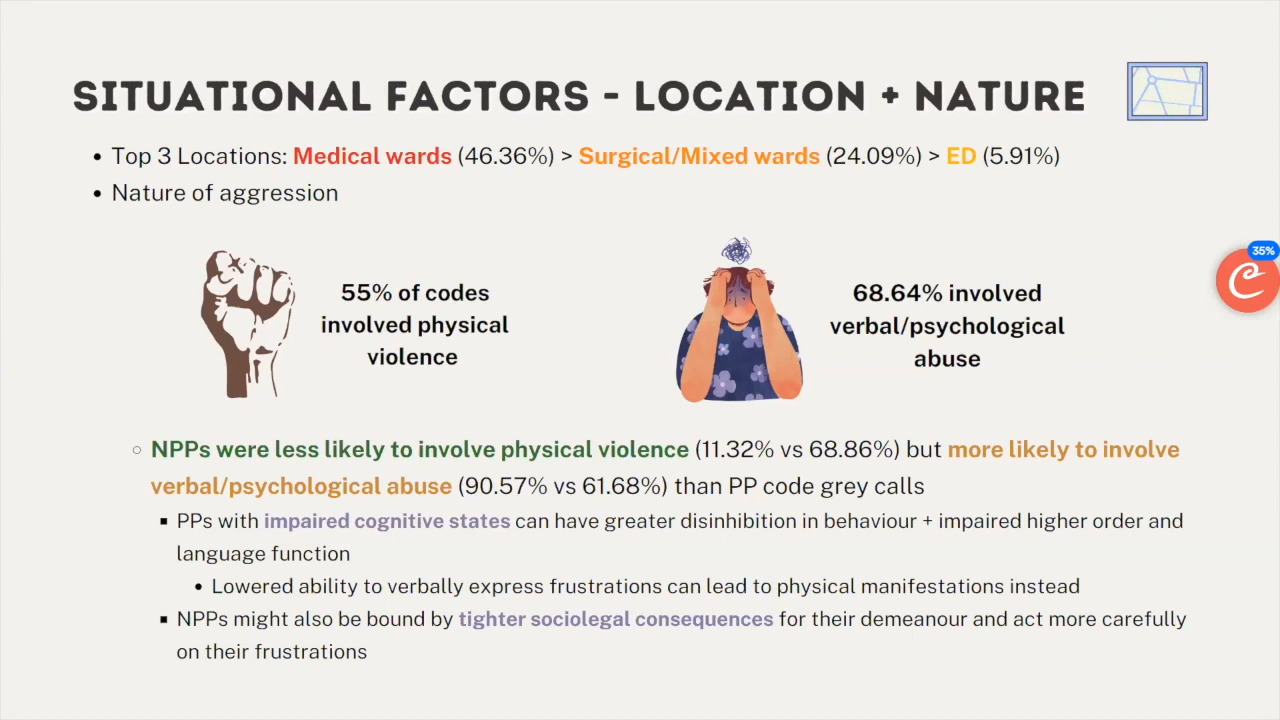 SITUATIONAL FACTORS - LOCATION + NATURE
• Top 3 Locations: Medical wards (46.36%) > Surgical/Mixed wards (24.09%) > ED (5.91%)
• Nature of aggression
55% of codes
involved physical
violence
68.64% involved
verbal/psychological
abuse
35%
○ NPPs were less likely to involve physical violence (11.32% vs 68.86%) but more likely to involve
verbal/psychological abuse (90.57% vs 61.68%) than PP code grey calls
▪ PPs with impaired cognitive states can have greater disinhibition in behaviour + impaired higher order and
language function
• Lowered ability to verbally express frustrations can lead to physical manifestations instead
▪ NPPs might also be bound by tighter sociolegal consequences for their demeanour and act more carefully
on their frustrations